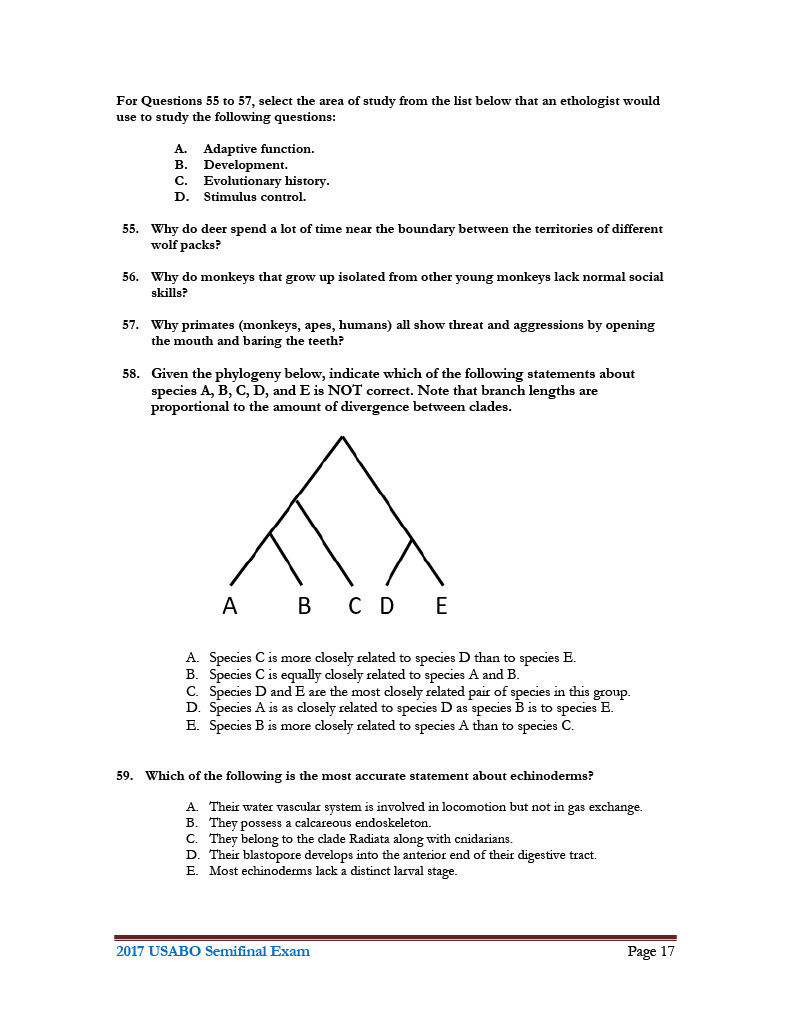 For Questions 55 to 57, select the area of study from the list below that an ethologist would
use to study the following questions:
A. Adaptive function.
B. Development.
C. Evolutionary history.
D. Stimulus control.
55. Why do deer spend a lot of time near the boundary between the territories of different
wolf packs?
56. Why do monkeys that grow up isolated from other young monkeys lack normal social
skills?
57. Why primates (monkeys, apes, humans) all show threat and aggressions by opening
the mouth and baring the teeth?
58. Given the phylogeny below, indicate which of the following statements about
species A, B, C, D, and E is NOT correct. Note that branch lengths are
proportional to the amount of divergence between clades.
A B C D E
A. Species C is more closely related to species D than to species E.
B. Species C is equally closely related to species A and B.
C. Species D and E are the most closely related pair of species in this group.
D. Species A is as closely related to species D as species B is to species E.
E. Species B is more closely related to species A than to species C.
59. Which of the following is the most accurate statement about echinoderms?
A. Their water vascular system is involved in locomotion but not in gas exchange.
B. They possess a calcareous endoskeleton.
C. They belong to the clade Radiata along with cnidarians.
D. Their blastopore develops into the anterior end of their digestive tract.
E. Most echinoderms lack a distinct larval stage.
2017 USABO Semifinal Exam Page 17